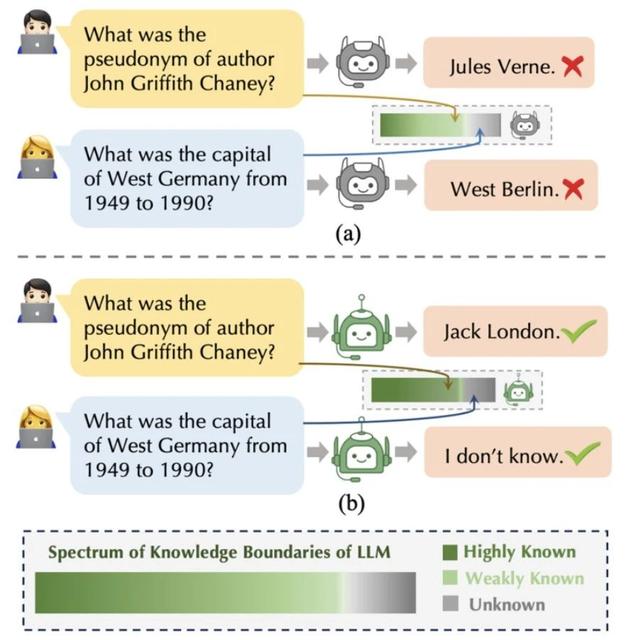 What was the
pseudonym of author
John Griffith Chaney?
Jules Verne.
What was the capital
of West Germany from
1949 to 1990?
West Berlin.
(a)
What was the
pseudonym of author
John Griffith Chaney?
Jack London.
What was the capital
of West Germany from
1949 to 1990?
I don't know.
(b)
Spectrum of Knowledge Boundaries of LLM
Highly Known
Weakly Known
Unknown